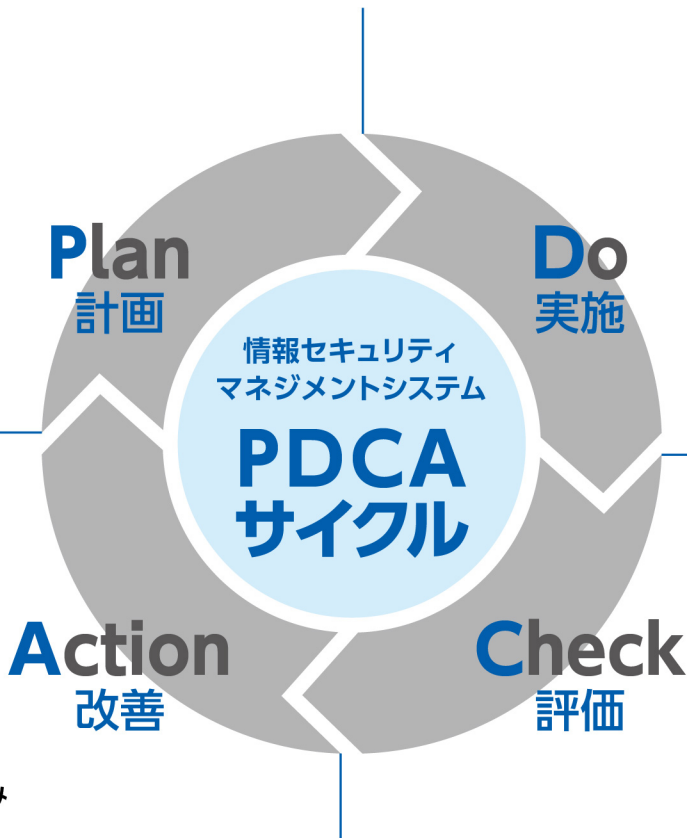 Plan
計画
Do
実施
情報セキュリティ
マネジメントシステム
PDCA
サイクル
Action
改善
Check
評価
み